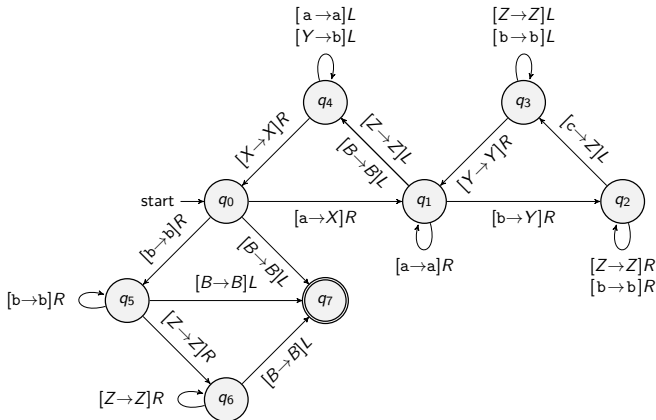 [a→a]L
[Y→b]L
[Z→Z]L
[b→b]L
q4
q3
[X→X]R
[Z→Z]L
[B→B]L
[Y→Y]R
[c→Z]L
start
q0
[a→X]R
q1
[b→Y]R
q2
[b→b]R
[B→B]L
[a→a]R
[Z→Z]R
[b→b]R
[b→b]R
q5
[B→B]L
q7
[Z→Z]R
[B→B]L
[Z→Z]R
q6